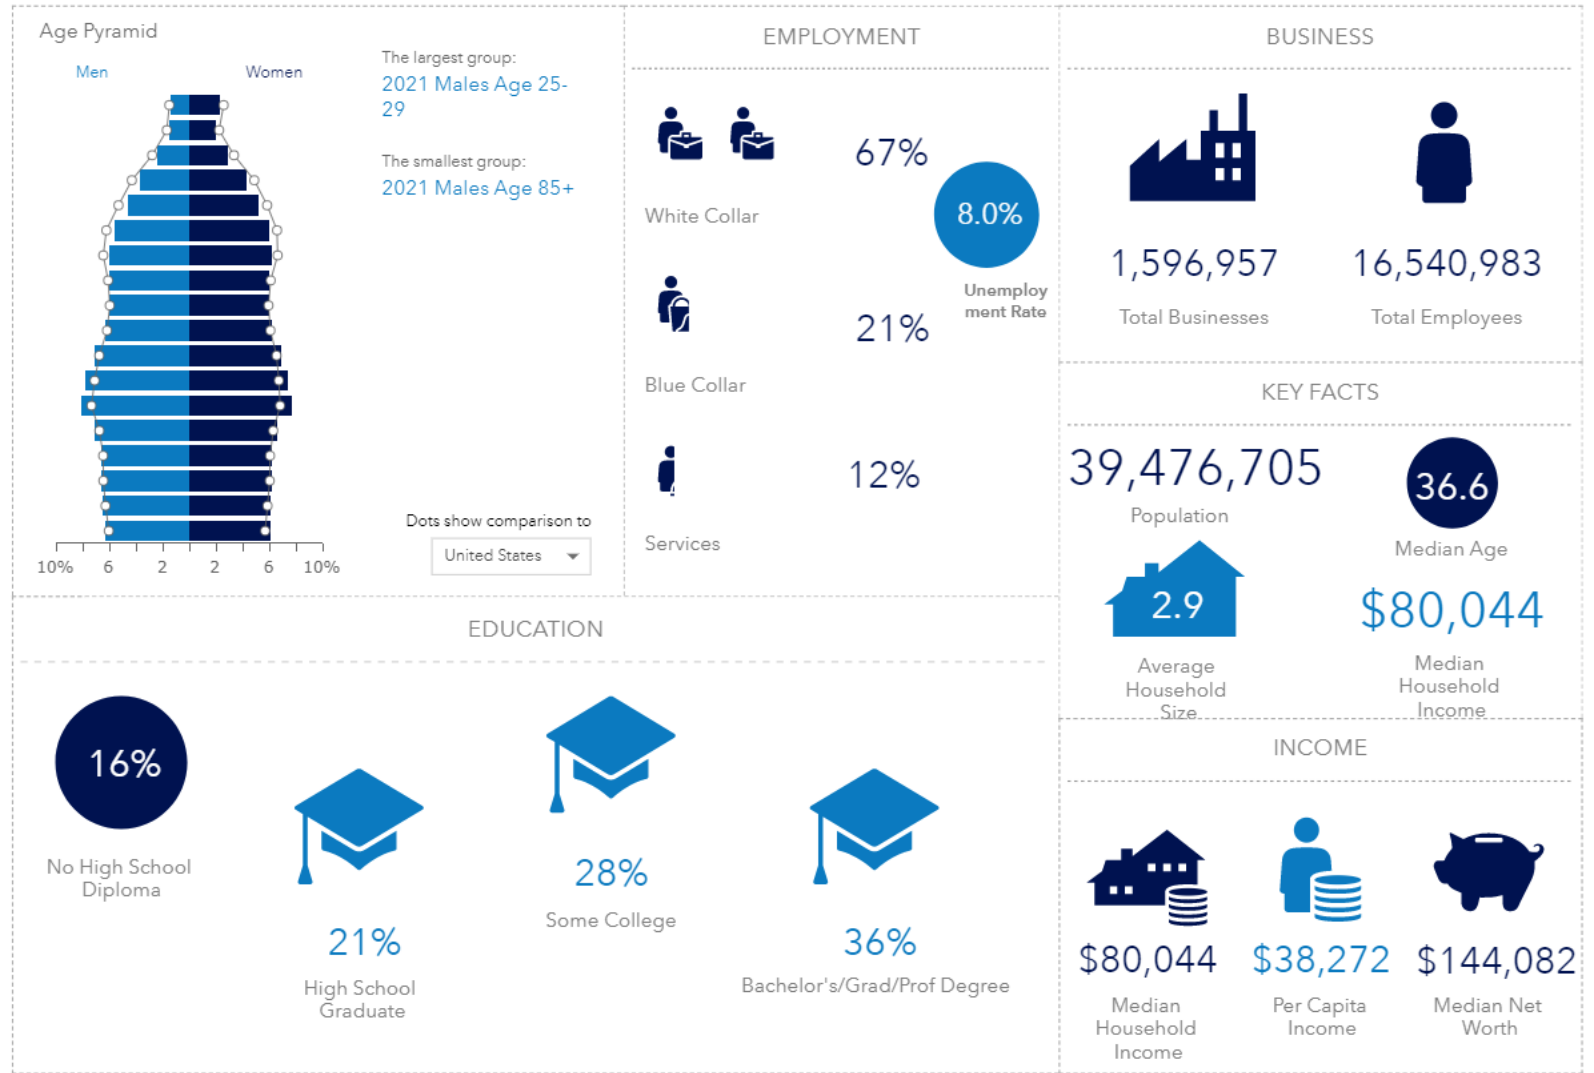 Age Pyramid
Men
Women
The largest group:
2021 Males Age 25-
29
The smallest group:
2021 Males Age 85+
10%
6
2
2
6
10%
Dots show comparison to
United States
EMPLOYMENT
67%
White Collar
8.0%
Unemploy
ment Rate
21%
Blue Collar
12%
Services
BUSINESS
1,596,957
Total Businesses
16,540,983
Total Employees
KEY FACTS
39,476,705
Population
36.6
Median Age
2.9
Average
Household
Size
$80,044
Median
Household
Income
EDUCATION
16%
No High School
Diploma
21%
High School
Graduate
28%
Some College
36%
Bachelor's/Grad/Prof Degree
INCOME
$80,044
Median
Household
Income
$38,272
Per Capita
Income
$144,082
Median Net
Worth